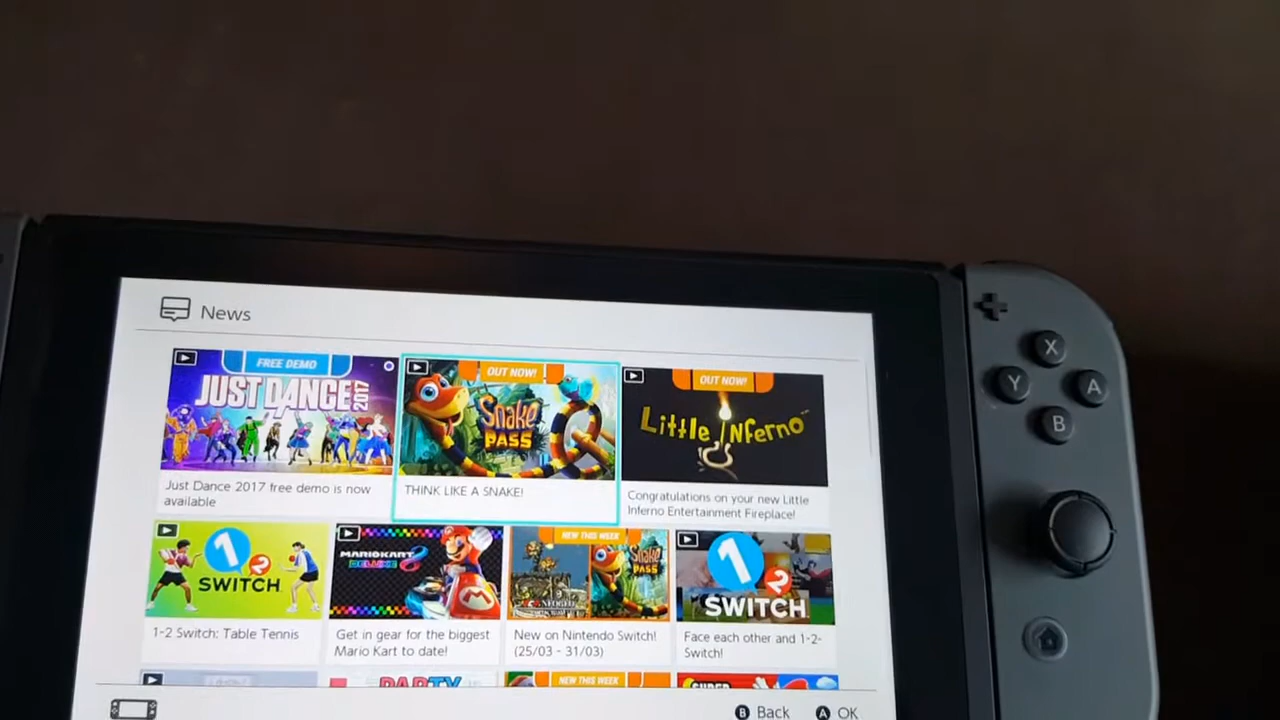 News
FREE DEMO
JUST DANCE 2017
OUT NOW!
Snake
PASS
OUT NOW!
Little Inferno
Just Dance 2017 free demo is now
available
THINK LIKE A SNAKE!
Congratulations on your new Little
Inferno Entertainment Fireplace!
1 2
SWITCH
MARIOKART
8 DELUXE
NEW THIS WEEK
Snake
PASS
1 2
SWITCH
1-2 Switch: Table Tennis
Get in gear for the biggest
Mario Kart to date!
New on Nintendo Switch!
(25/03 - 31/03)
Face each other and 1-2-
Switch!
PARTY
NEW THIS WEEK
SUPER
B Back
A OK
X
Y
A
B